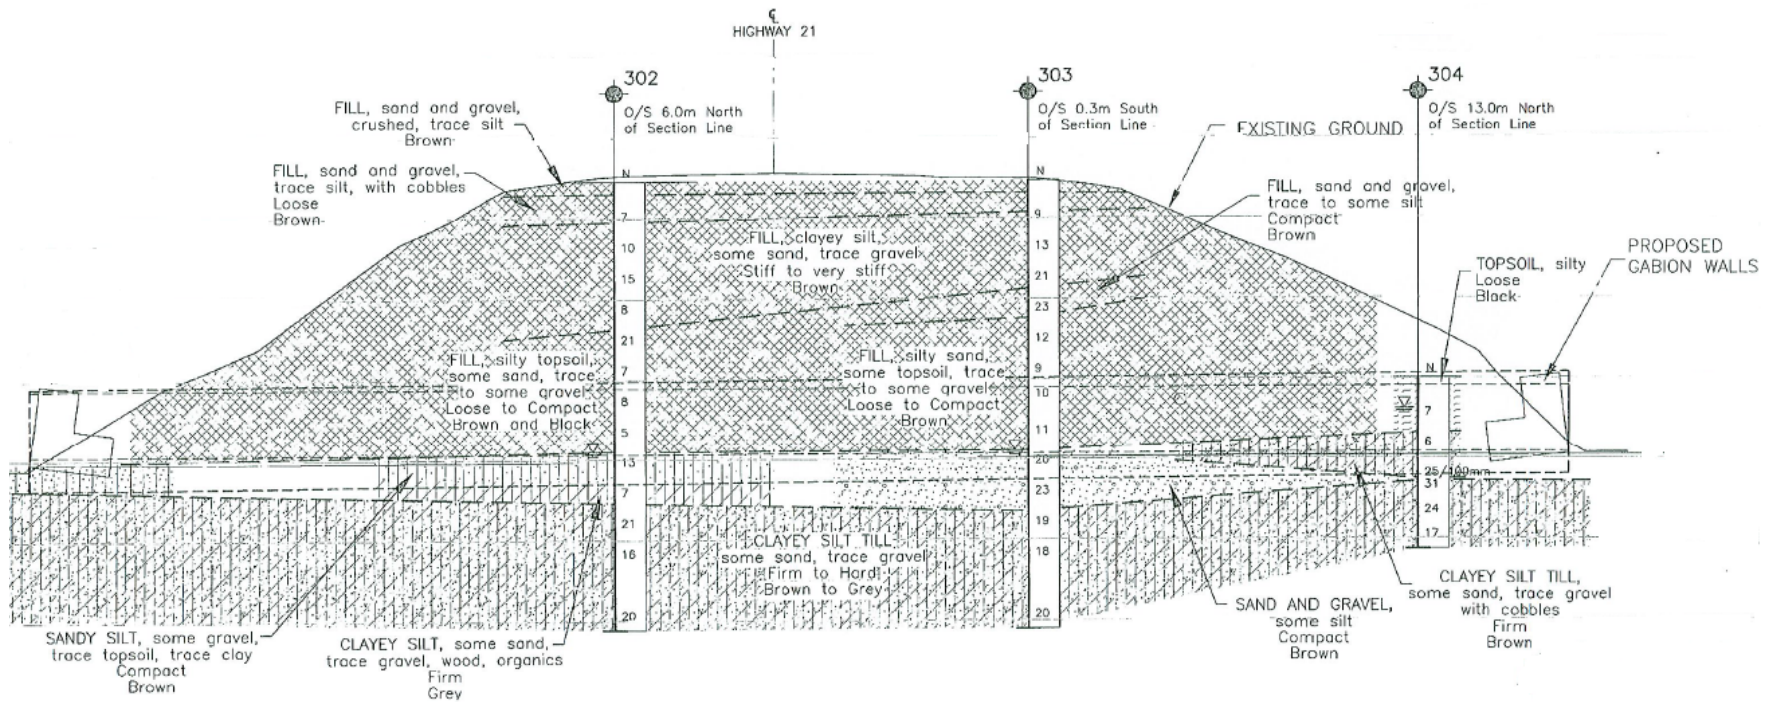 ℄
HIGHWAY 21
302
O/S 6.0m North
of Section Line
303
O/S 0.3m South
of Section Line
304
O/S 13.0m North
of Section Line
FILL, sand and gravel,
crushed, trace silt
Brown
FILL, sand and gravel,
trace silt, with cobbles
Loose
Brown
EXISTING GROUND
FILL, sand and gravel,
trace to some silt
Compact
Brown
PROPOSED
GABION WALLS
TOPSOIL, silty
Loose
Black
FILL, clayey silt,
some sand, trace gravel
Stiff to very stiff
Brown
FILL, silty topsoil,
some sand, trace
to some gravel
Loose to Compact
Brown and Black
FILL, silty sand,
some topsoil, trace
to some gravel
Loose to Compact
Brown
N
7
10
15
8
21
7
8
5
13
7
21
16
20
N
9
13
21
23
12
9
10
11
20
23
19
18
20
N
7
6
25/100mm
31
24
17
CLAYEY SILT TILL
some sand, trace gravel
Firm to Hard
Brown to Grey
SANDY SILT, some gravel,
trace topsoil, trace clay
Compact
Brown
CLAYEY SILT, some sand,
trace gravel, wood, organics
Firm
Grey
SAND AND GRAVEL,
some silt
Compact
Brown
CLAYEY SILT TILL,
some sand, trace gravel
with cobbles
Firm
Brown